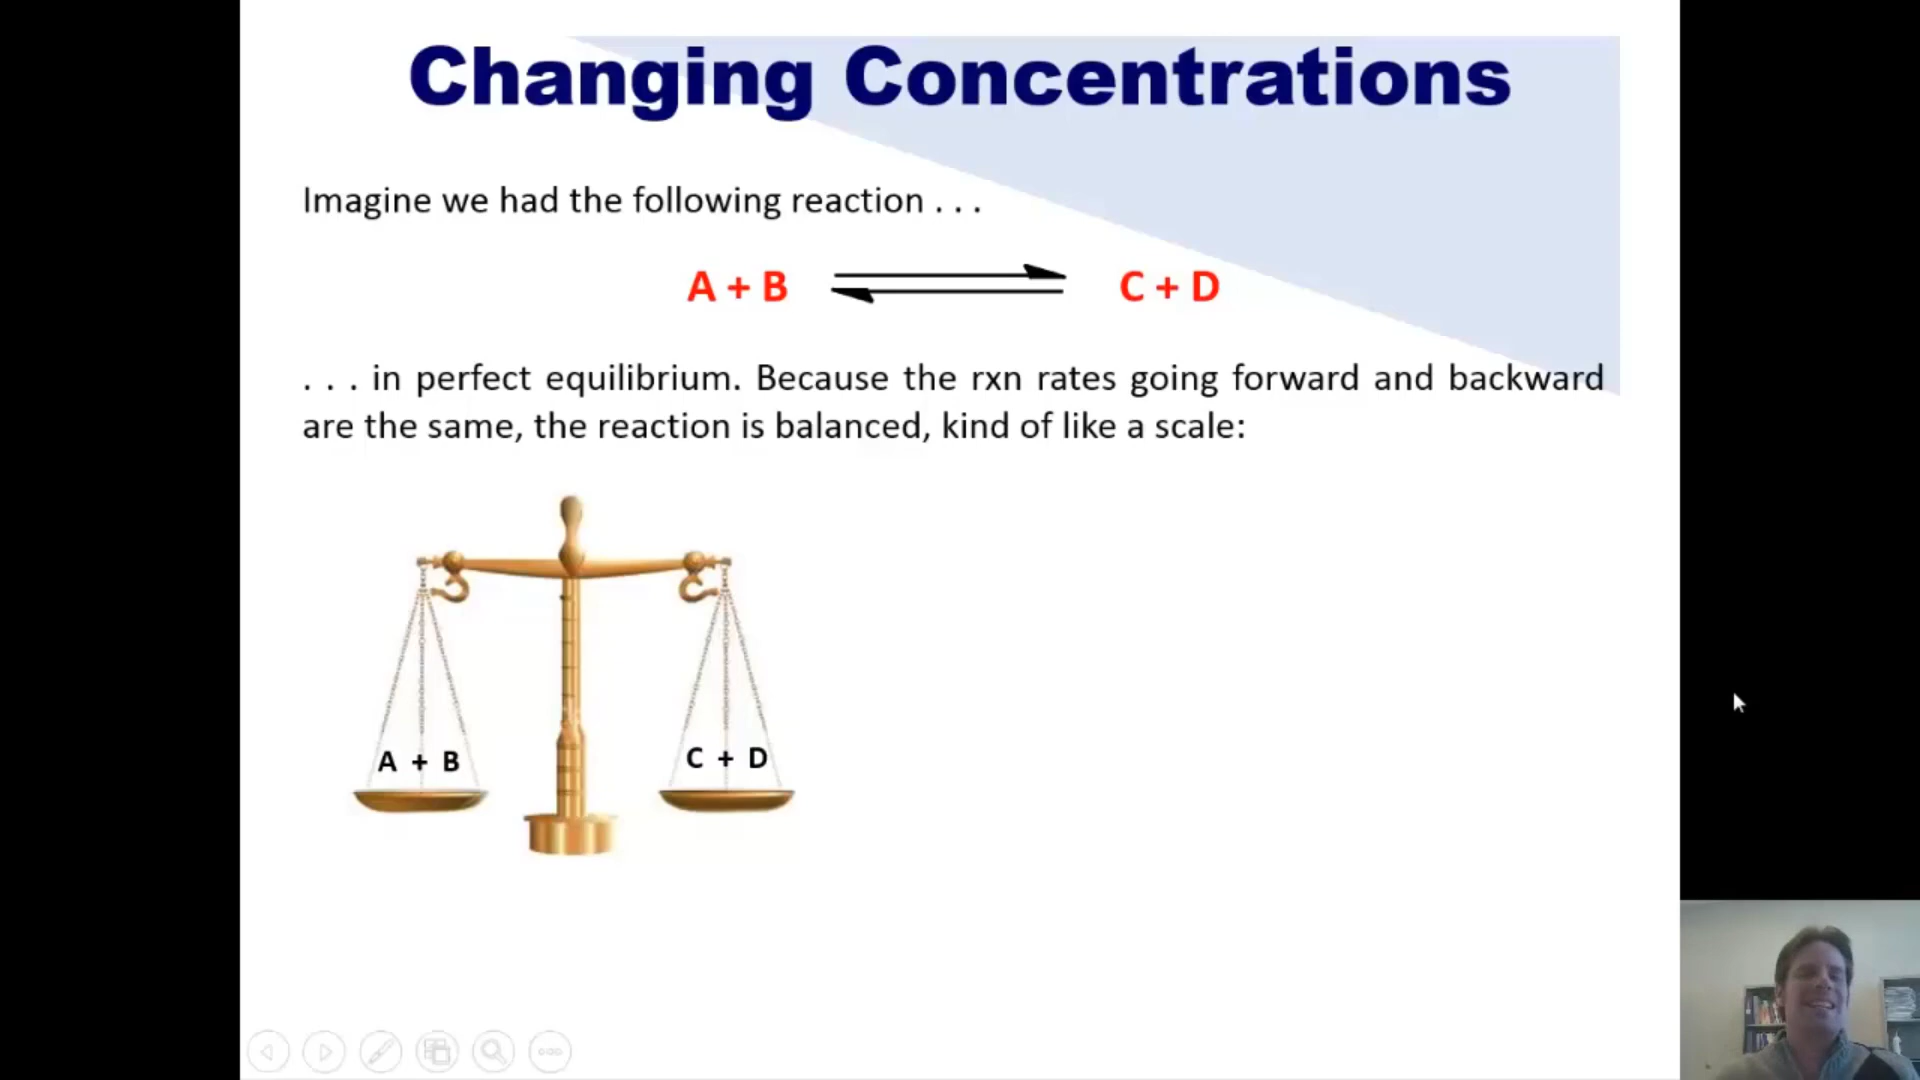 Changing Concentrations
Imagine we had the following reaction . . .
A + B ⇌ C + D
. . . in perfect equilibrium. Because the rxn rates going forward and backward
are the same, the reaction is balanced, kind of like a scale:
A + B
C + D